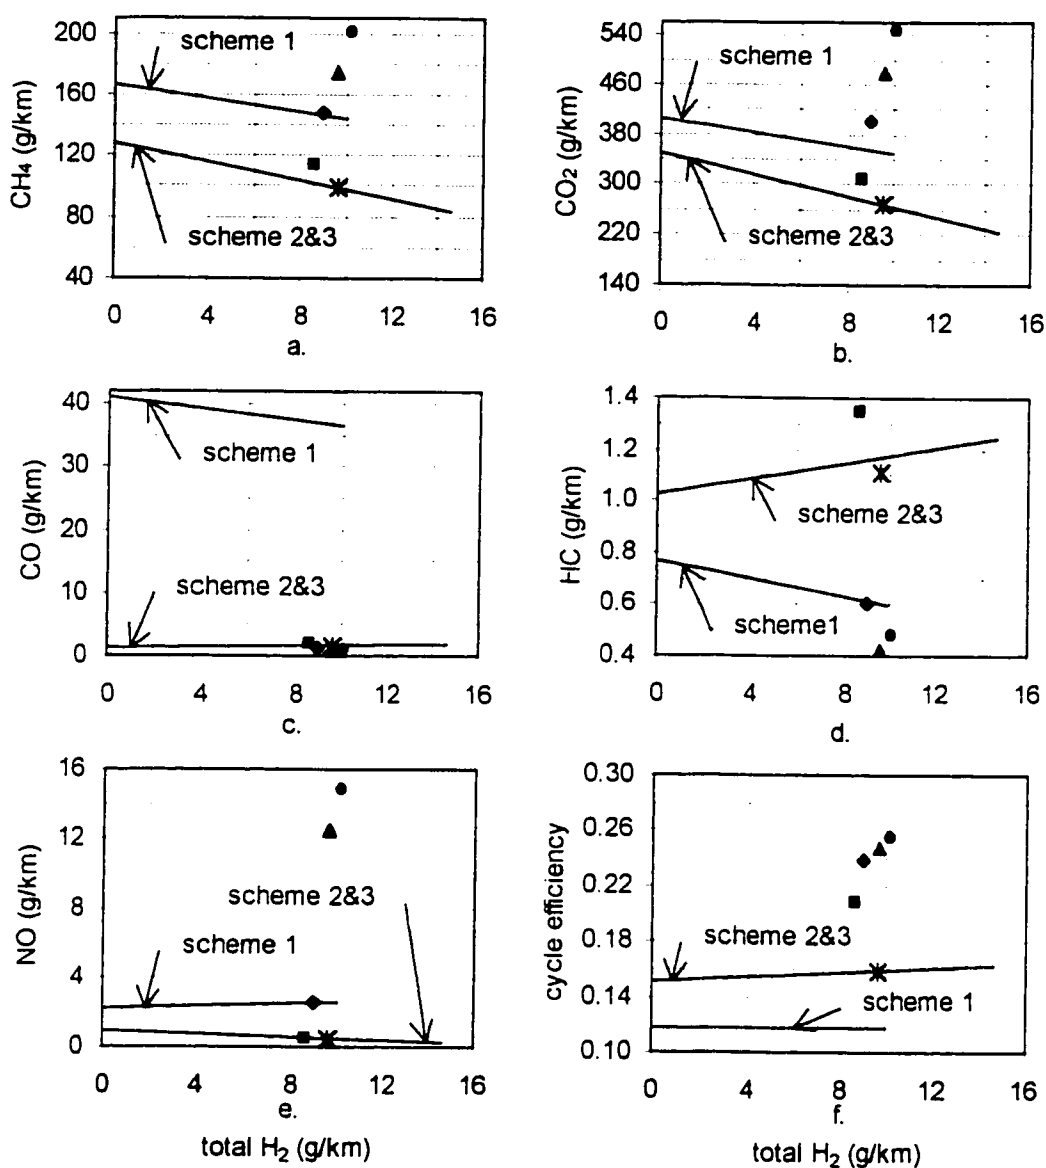 CH₄ (g/km)
200
160
120
80
40
scheme 1
scheme 2&3
0 4 8 12 16
a.
CO₂ (g/km)
540
460
380
300
220
140
scheme 1
scheme 2&3
0 4 8 12 16
b.
CO (g/km)
40
30
20
10
0
scheme 1
scheme 2&3
0 4 8 12 16
c.
HC (g/km)
1.4
1.2
1.0
0.8
0.6
0.4
scheme 2&3
scheme1
0 4 8 12 16
d.
NO (g/km)
16
12
8
4
0
scheme 2&3
scheme 1
0 4 8 12 16
e.
total H₂ (g/km)
cycle efficiency
0.30
0.26
0.22
0.18
0.14
0.10
scheme 2&3
scheme 1
0 4 8 12 16
f.
total H₂ (g/km)